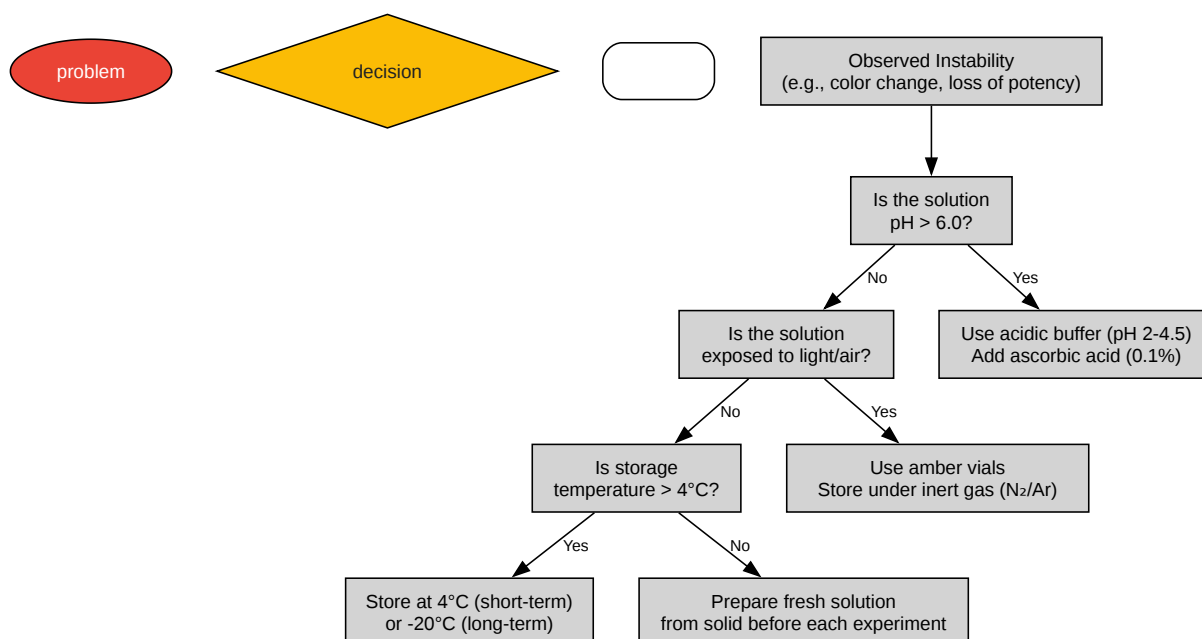 problem
decision
Observed Instability
(e.g., color change, loss of potency)
Is the solution
pH > 6.0?
No
Yes
Is the solution
exposed to light/air?
Use acidic buffer (pH 2-4.5)
Add ascorbic acid (0.1%)
No
Yes
Is storage
temperature > 4°C?
Use amber vials
Store under inert gas (N₂/Ar)
Yes
No
Store at 4°C (short-term)
or -20°C (long-term)
Prepare fresh solution
from solid before each experiment